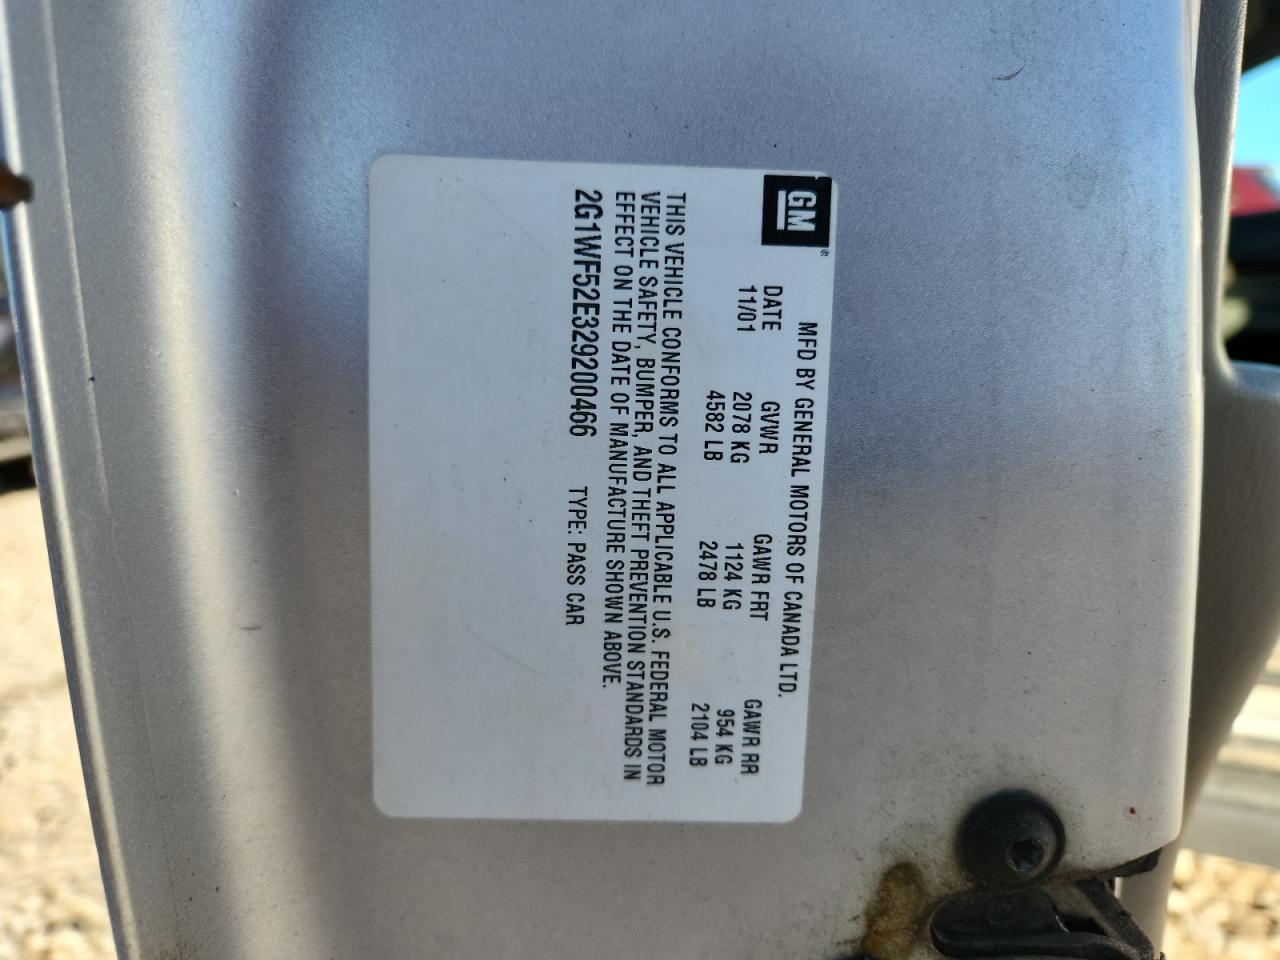 GM®
MFD BY GENERAL MOTORS OF CANADA LTD.
DATE GVWR GAWR FRT GAWR RR
11/01 2078 KG 1124 KG 954 KG
4582 LB 2478 LB 2104 LB
THIS VEHICLE CONFORMS TO ALL APPLICABLE U.S. FEDERAL MOTOR
VEHICLE SAFETY, BUMPER, AND THEFT PREVENTION STANDARDS IN
EFFECT ON THE DATE OF MANUFACTURE SHOWN ABOVE.
2G1WF52E329200466 TYPE: PASS CAR